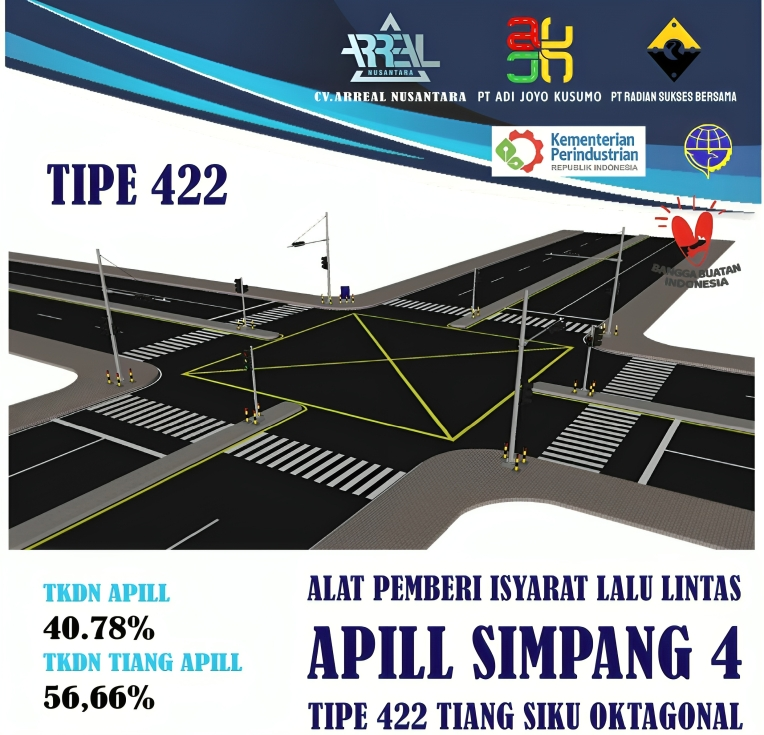 ARREAL
NUSANTARA
CV.ARREAL NUSANTARA
PT ADI JOYO KUSUMO
PT RADIAN SUKSES BERSAMA
Kementerian
Perindustrian
REPUBLIK INDONESIA
TIPE 422
BANGGA BUATAN
INDONESIA
TKDN APILL
40.78%
TKDN TIANG APILL
56,66%
ALAT PEMBERI ISYARAT LALU LINTAS
APILL SIMPANG 4
TIPE 422 TIANG SIKU OKTAGONAL